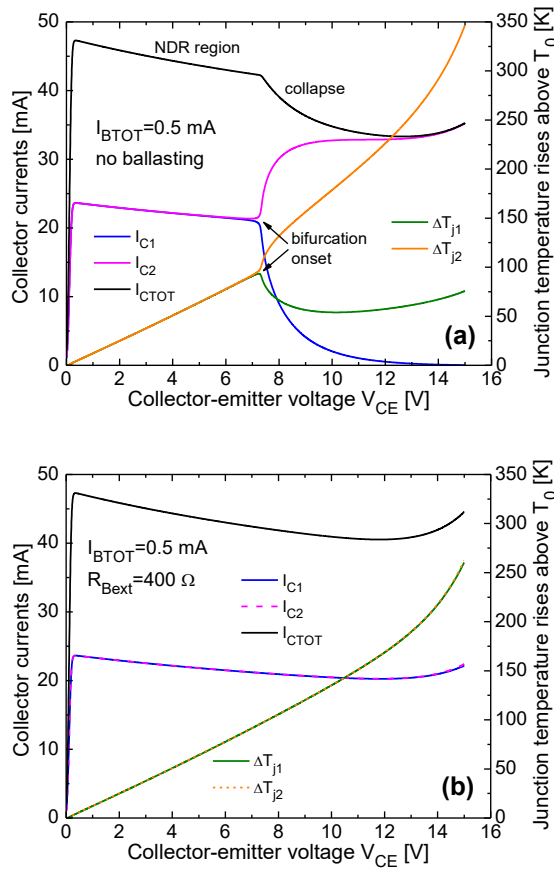 50
350
NDR region
300
40
collapse
250
I_BTOT=0.5 mA
30
no ballasting
200
20
150
I_C1
bifurcation
ΔT_j1
I_C2
onset
ΔT_j2
100
10
I_CTOT
50
(a)
0
0
0 2 4 6 8 10 12 14 16
Collector-emitter voltage V_CE [V]
Collector currents [mA]
Junction temperature rises above T_0 [K]
50
350
300
40
I_BTOT=0.5 mA
250
R_Bext=400 Ω
I_C1
30
I_C2
200
I_CTOT
20
150
100
10
ΔT_j1
50
ΔT_j2
(b)
0
0
0 2 4 6 8 10 12 14 16
Collector-emitter voltage V_CE [V]
Collector currents [mA]
Junction temperature rises above T_0 [K]